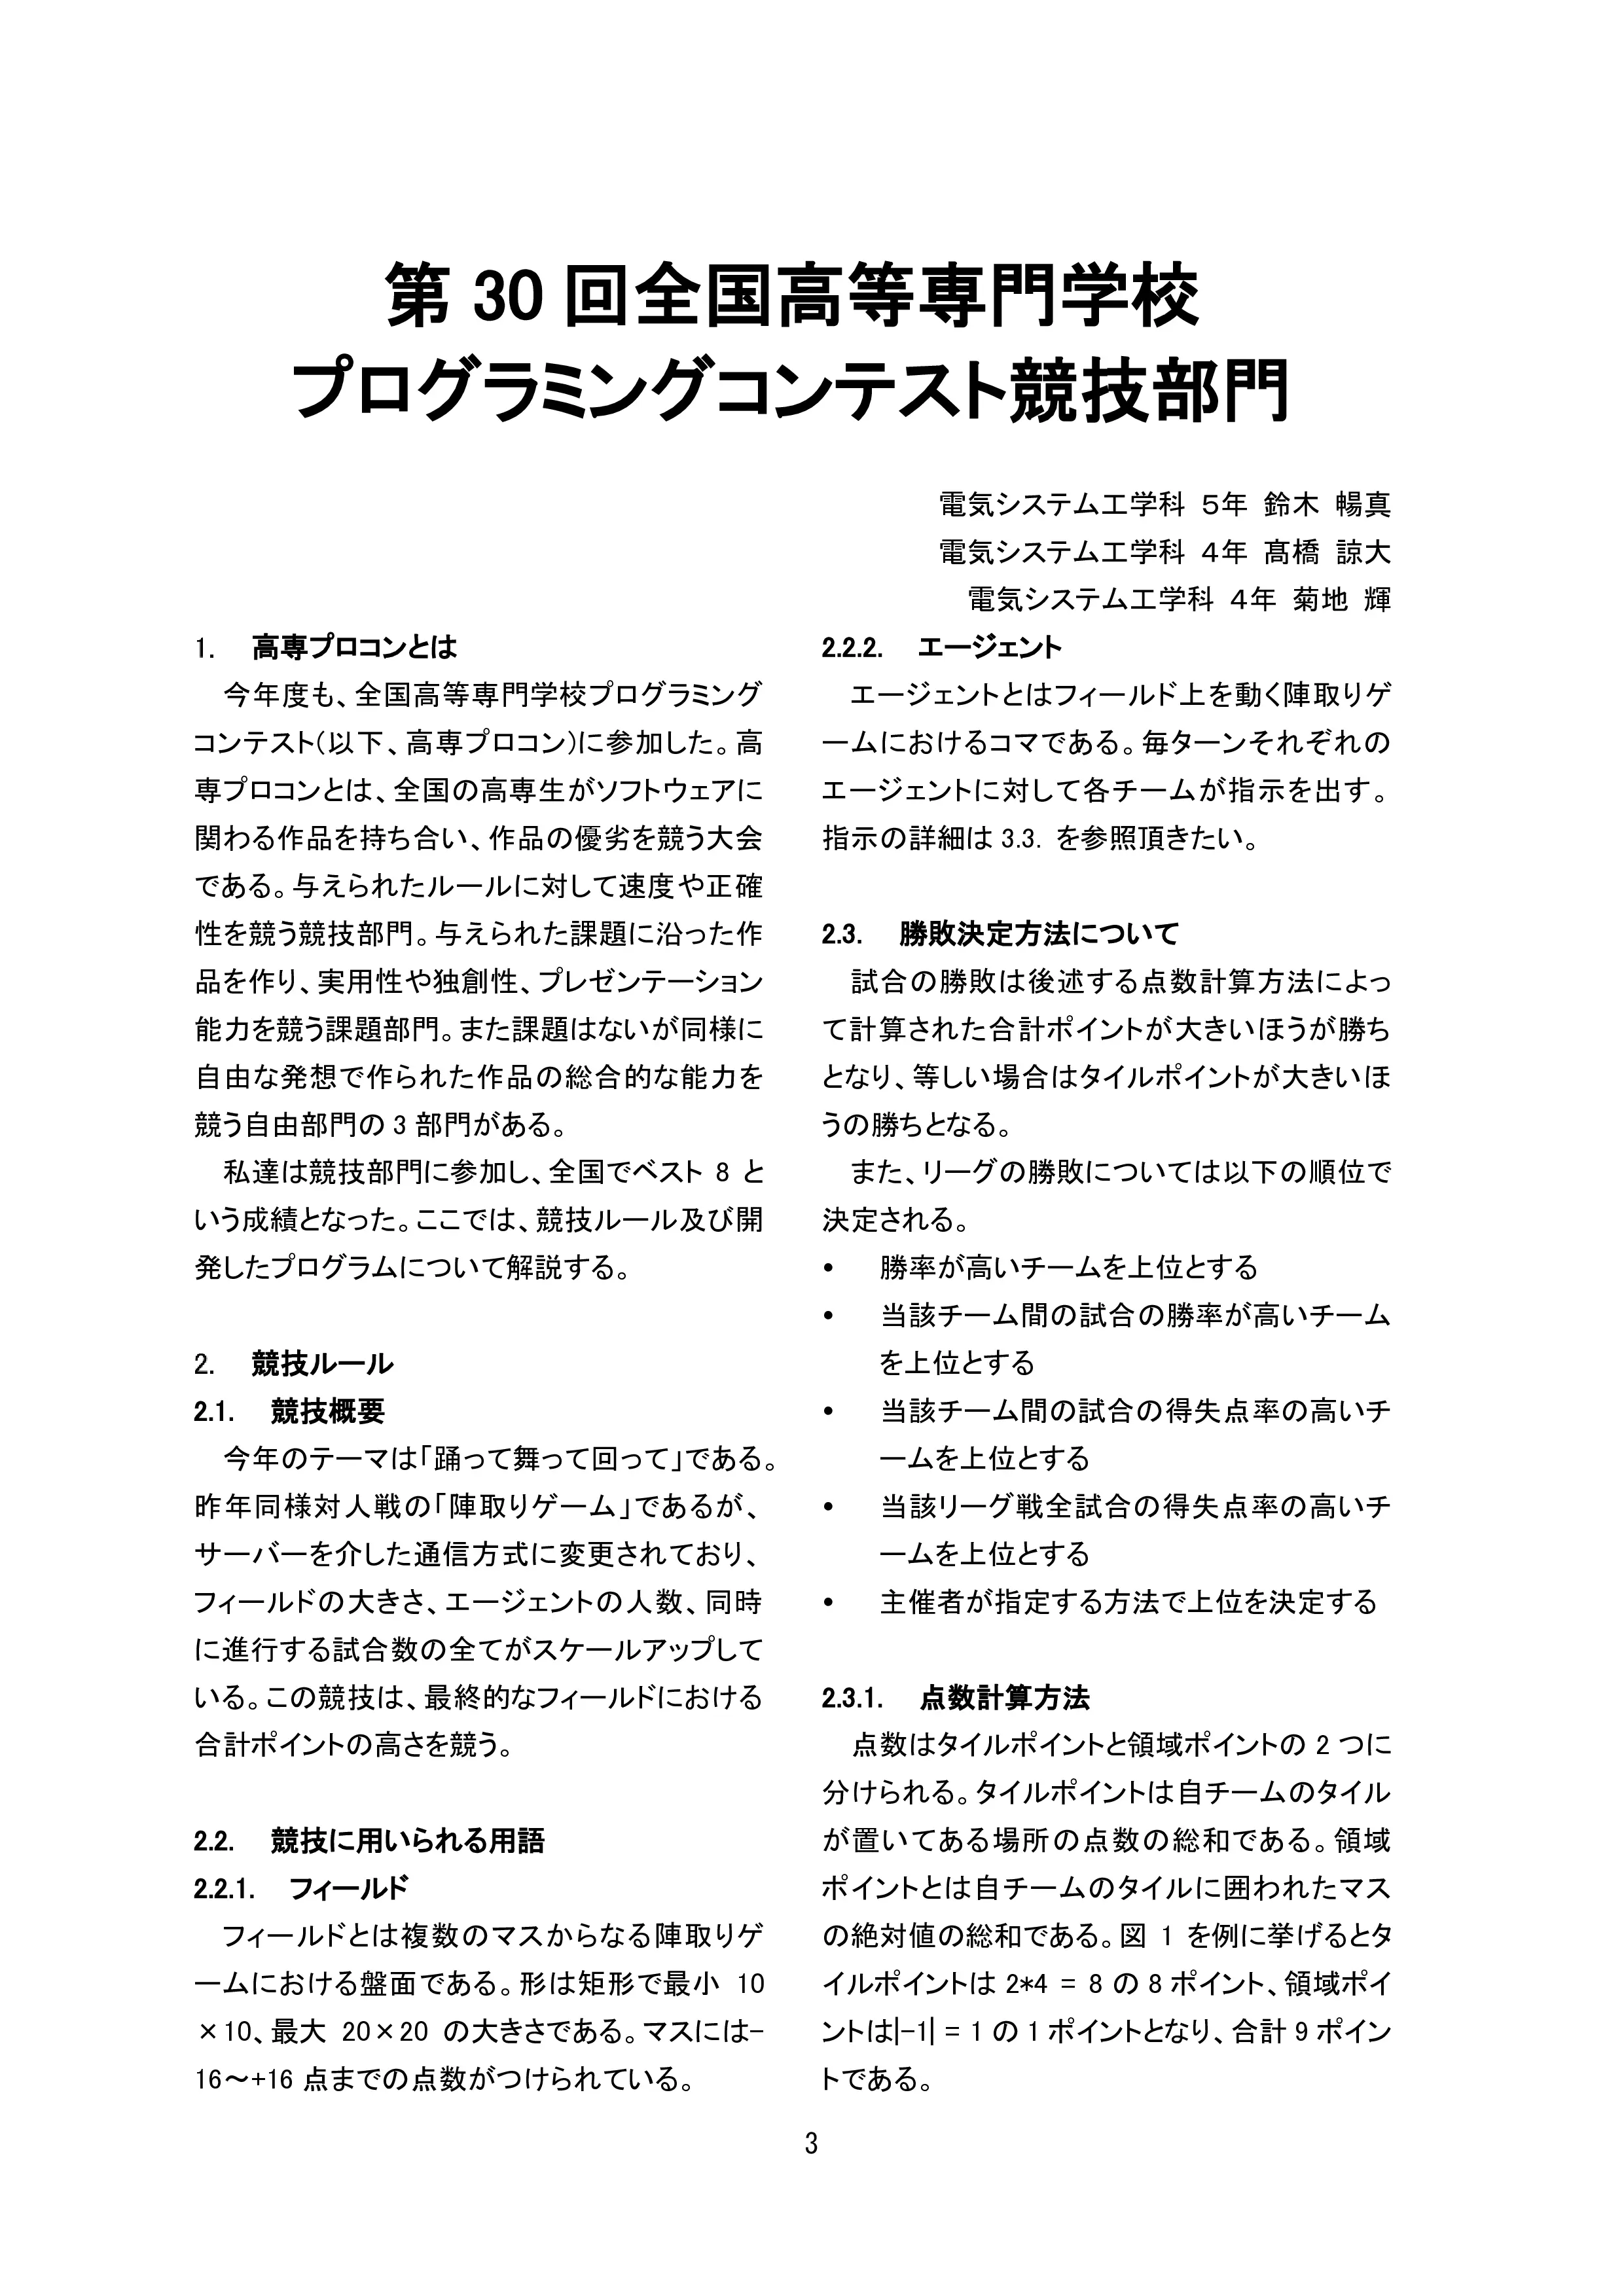 第 30 回全国高等専門学校
プログラミングコンテスト競技部門
電気システム工学科 5年 鈴木 暢真
電気システム工学科 4年 髙橋 諒大
電気システム工学科 4年 菊地 輝
1. 高専プロコンとは
今年度も、全国高等専門学校プログラミング
コンテスト(以下、高専プロコン)に参加した。高
専プロコンとは、全国の高専生がソフトウェアに
関わる作品を持ち合い、作品の優劣を競う大会
である。与えられたルールに対して速度や正確
性を競う競技部門。与えられた課題に沿った作
品を作り、実用性や独創性、プレゼンテーション
能力を競う課題部門。また課題はないが同様に
自由な発想で作られた作品の総合的な能力を
競う自由部門の 3 部門がある。
私達は競技部門に参加し、全国でベスト 8 と
いう成績となった。ここでは、競技ルール及び開
発したプログラムについて解説する。
2. 競技ルール
2.1. 競技概要
今年のテーマは「踊って舞って回って」である。
昨年同様対人戦の「陣取りゲーム」であるが、
サーバーを介した通信方式に変更されており、
フィールドの大きさ、エージェントの人数、同時
に進行する試合数の全てがスケールアップして
いる。この競技は、最終的なフィールドにおける
合計ポイントの高さを競う。
2.2. 競技に用いられる用語
2.2.1. フィールド
フィールドとは複数のマスからなる陣取りゲ
ームにおける盤面である。形は矩形で最小 10
×10、最大 20×20 の大きさである。マスには-
16～+16 点までの点数がつけられている。
2.2.2. エージェント
エージェントとはフィールド上を動く陣取りゲ
ームにおけるコマである。毎ターンそれぞれの
エージェントに対して各チームが指示を出す。
指示の詳細は 3.3. を参照頂きたい。
2.3. 勝敗決定方法について
試合の勝敗は後述する点数計算方法によっ
て計算された合計ポイントが大きいほうが勝ち
となり、等しい場合はタイルポイントが大きいほ
うの勝ちとなる。
また、リーグの勝敗については以下の順位で
決定される。
• 勝率が高いチームを上位とする
• 当該チーム間の試合の勝率が高いチーム
を上位とする
• 当該チーム間の試合の得失点率の高いチ
ームを上位とする
• 当該リーグ戦全試合の得失点率の高いチ
ームを上位とする
• 主催者が指定する方法で上位を決定する
2.3.1. 点数計算方法
点数はタイルポイントと領域ポイントの 2 つに
分けられる。タイルポイントは自チームのタイル
が置いてある場所の点数の総和である。領域
ポイントとは自チームのタイルに囲われたマス
の絶対値の総和である。図 1 を例に挙げるとタ
イルポイントは 2*4 = 8 の 8 ポイント、領域ポイ
ントは|-1| = 1 の 1 ポイントとなり、合計 9 ポイン
トである。
3